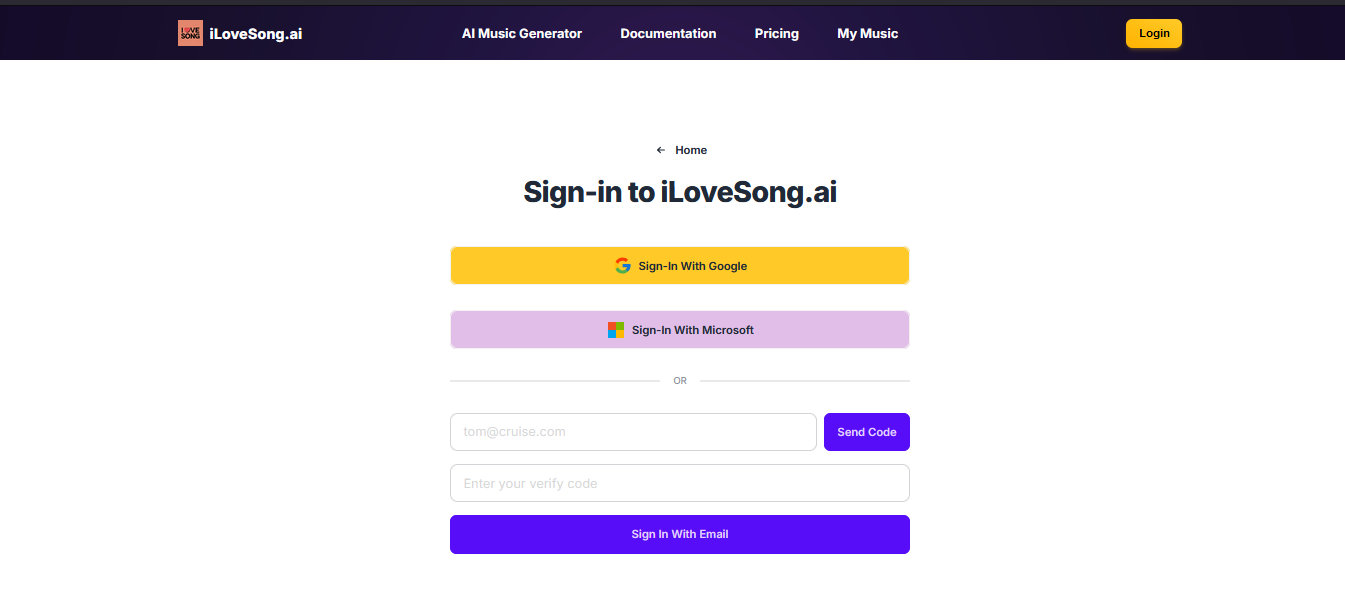 I LOVE SONG iLoveSong.ai AI Music Generator Documentation Pricing My Music Login
← Home
Sign-in to iLoveSong.ai
Sign-In With Google
Sign-In With Microsoft
OR
tom@cruise.com Send Code
Enter your verify code
Sign In With Email